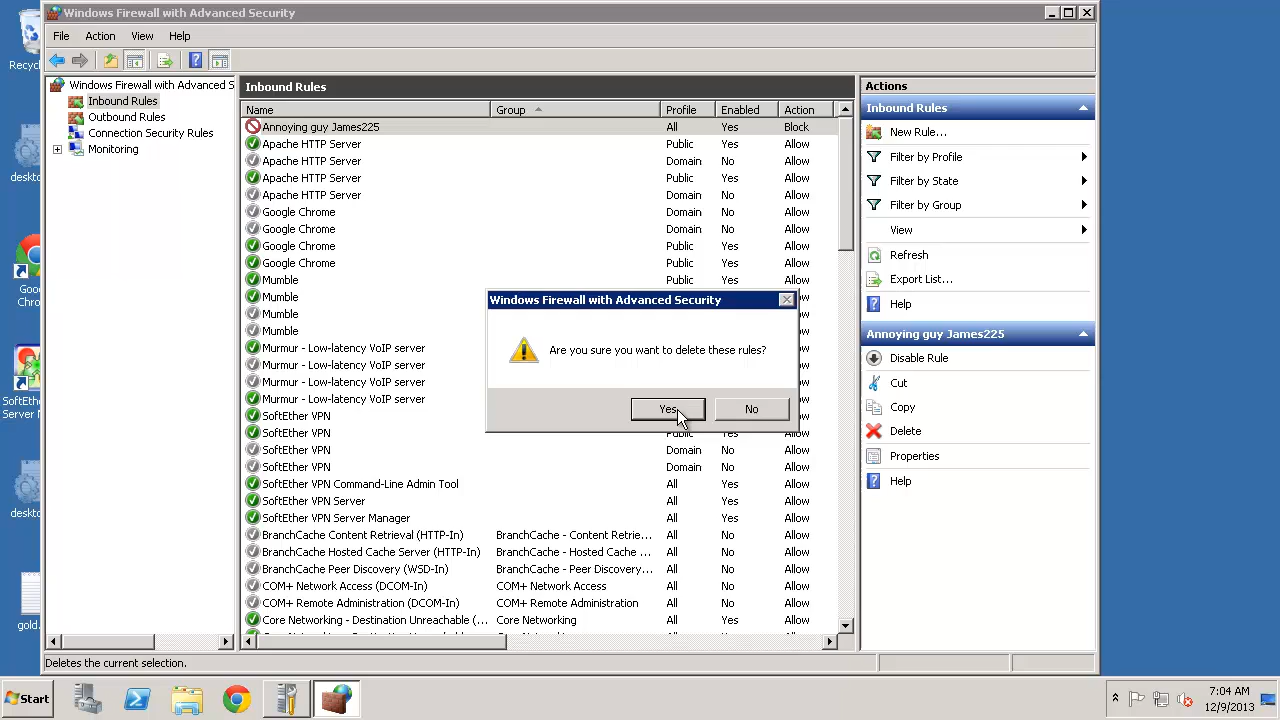 Windows Firewall with Advanced Security
File Action View Help
Recyc
deskto
Goo
Chro
SoftEthe
Server M
deskto
gold.
Windows Firewall with Advanced S
Inbound Rules
Outbound Rules
Connection Security Rules
Monitoring
Inbound Rules
Name Group Profile Enabled Action
Annoying guy James225 All Yes Block
Apache HTTP Server Public Yes Allow
Apache HTTP Server Domain No Allow
Apache HTTP Server Public Yes Allow
Apache HTTP Server Domain No Allow
Google Chrome Domain No Allow
Google Chrome Domain No Allow
Google Chrome Public Yes Allow
Google Chrome Public Yes Allow
Mumble Public Yes Allow
Mumble
Mumble
Mumble
Murmur - Low-latency VoIP server
Murmur - Low-latency VoIP server
Murmur - Low-latency VoIP server
Murmur - Low-latency VoIP server
SoftEther VPN
SoftEther VPN Public Yes Allow
SoftEther VPN Domain No Allow
SoftEther VPN Domain No Allow
SoftEther VPN Command-Line Admin Tool All Yes Allow
SoftEther VPN Server All Yes Allow
SoftEther VPN Server Manager All Yes Allow
BranchCache Content Retrieval (HTTP-In) BranchCache - Content Retrie... All No Allow
BranchCache Hosted Cache Server (HTTP-In) BranchCache - Hosted Cache ... All No Allow
BranchCache Peer Discovery (WSD-In) BranchCache - Peer Discovery... All No Allow
COM+ Network Access (DCOM-In) COM+ Network Access All No Allow
COM+ Remote Administration (DCOM-In) COM+ Remote Administration All No Allow
Core Networking - Destination Unreachable (... Core Networking All Yes Allow
Windows Firewall with Advanced Security
Are you sure you want to delete these rules?
Yes No
Actions
Inbound Rules
New Rule...
Filter by Profile
Filter by State
Filter by Group
View
Refresh
Export List...
Help
Annoying guy James225
Disable Rule
Cut
Copy
Delete
Properties
Help
Deletes the current selection.
Start
7:04 AM
12/9/2013